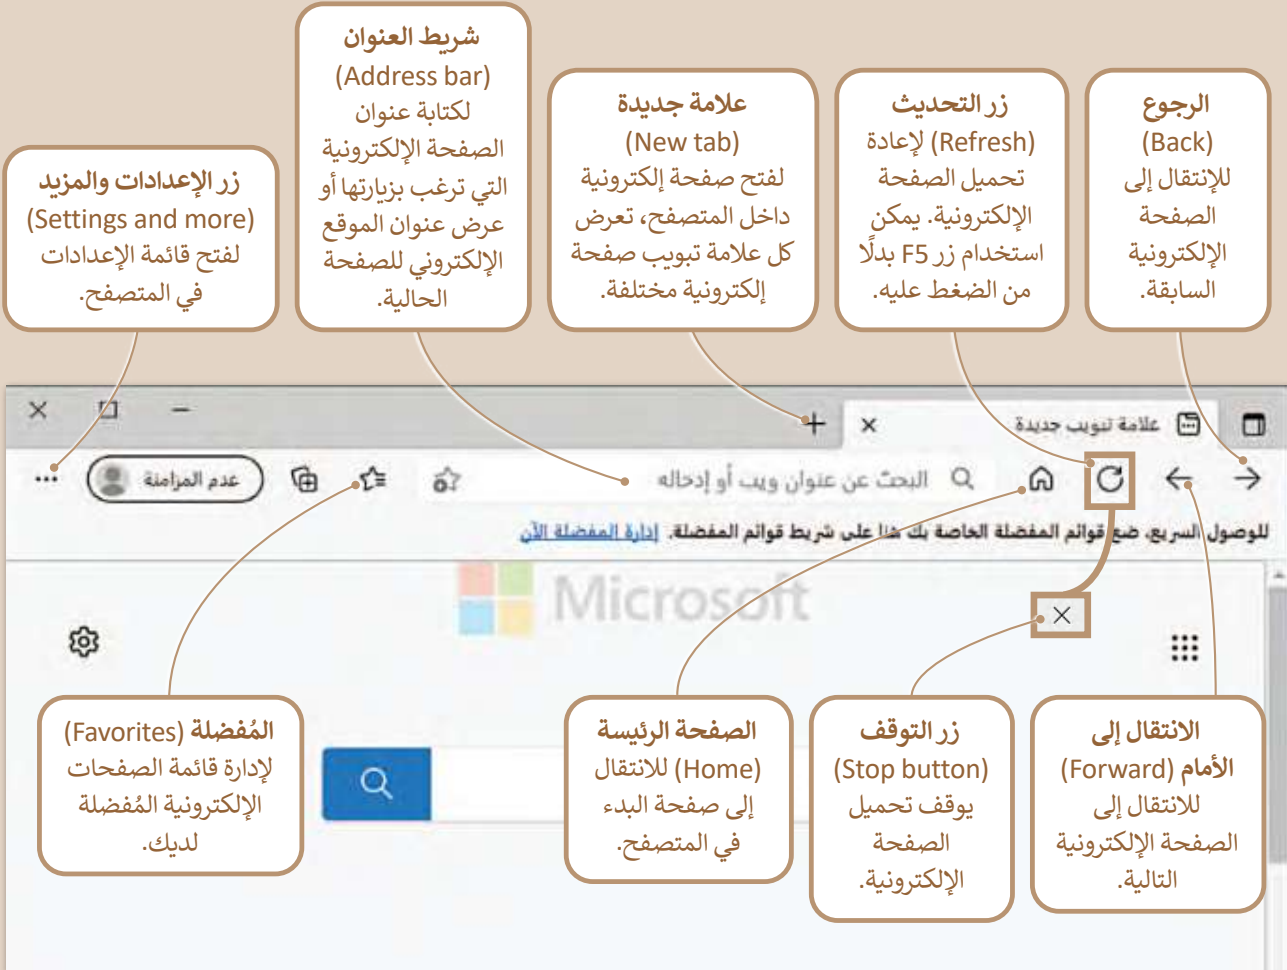 الرجوع
(Back)
للإنتقال إلى
الصفحة
الإلكترونية
السابقة.
زر التحديث
(Refresh) لإعادة
تحميل الصفحة
الإلكترونية. يمكن
استخدام زر F5 بدلًا
من الضغط عليه.
علامة جديدة
(New tab)
لفتح صفحة إلكترونية
داخل المتصفح، تعرض
كل علامة تبويب صفحة
إلكترونية مختلفة.
شريط العنوان
(Address bar)
لكتابة عنوان
الصفحة الإلكترونية
التي ترغب بزيارتها أو
عرض عنوان الموقع
الإلكتروني للصفحة
الحالية.
زر الإعدادات والمزيد
(Settings and more)
لفتح قائمة الإعدادات
في المتصفح.
علامة تبويب جديدة
البحث عن عنوان ويب أو إدخاله
عدم المزامنة
للوصول السريع، ضع قوائم المفضلة الخاصة بك هنا على شريط قوائم المفضلة. إدارة المفضلة الآن
Microsoft
الانتقال إلى
الأمام (Forward)
للانتقال إلى
الصفحة الإلكترونية
التالية.
زر التوقف
(Stop button)
يوقف تحميل
الصفحة
الإلكترونية.
الصفحة الرئيسة
(Home) للانتقال
إلى صفحة البدء
في المتصفح.
المُفضلة (Favorites)
لإدارة قائمة الصفحات
الإلكترونية المُفضلة
لديك.